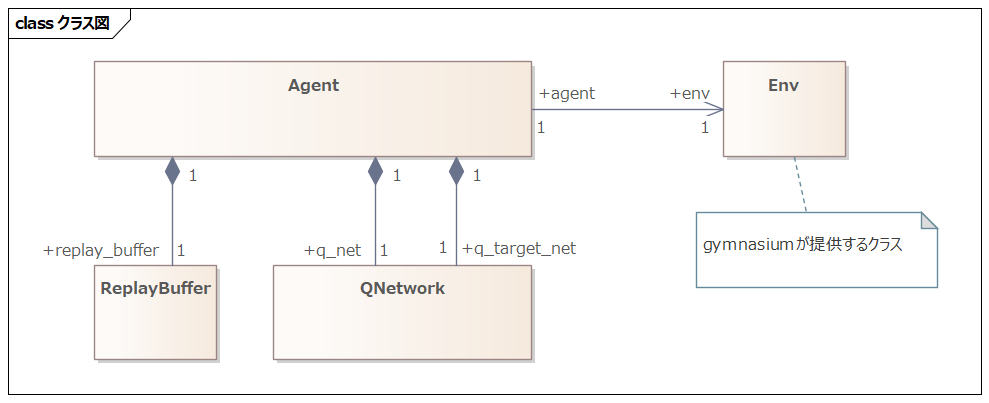 class クラス図
Agent
+agent
+env
Env
1
1
1
1
1
gymnasiumが提供するクラス
+replay_buffer
1
+q_net
1
1
+q_target_net
ReplayBuffer
QNetwork